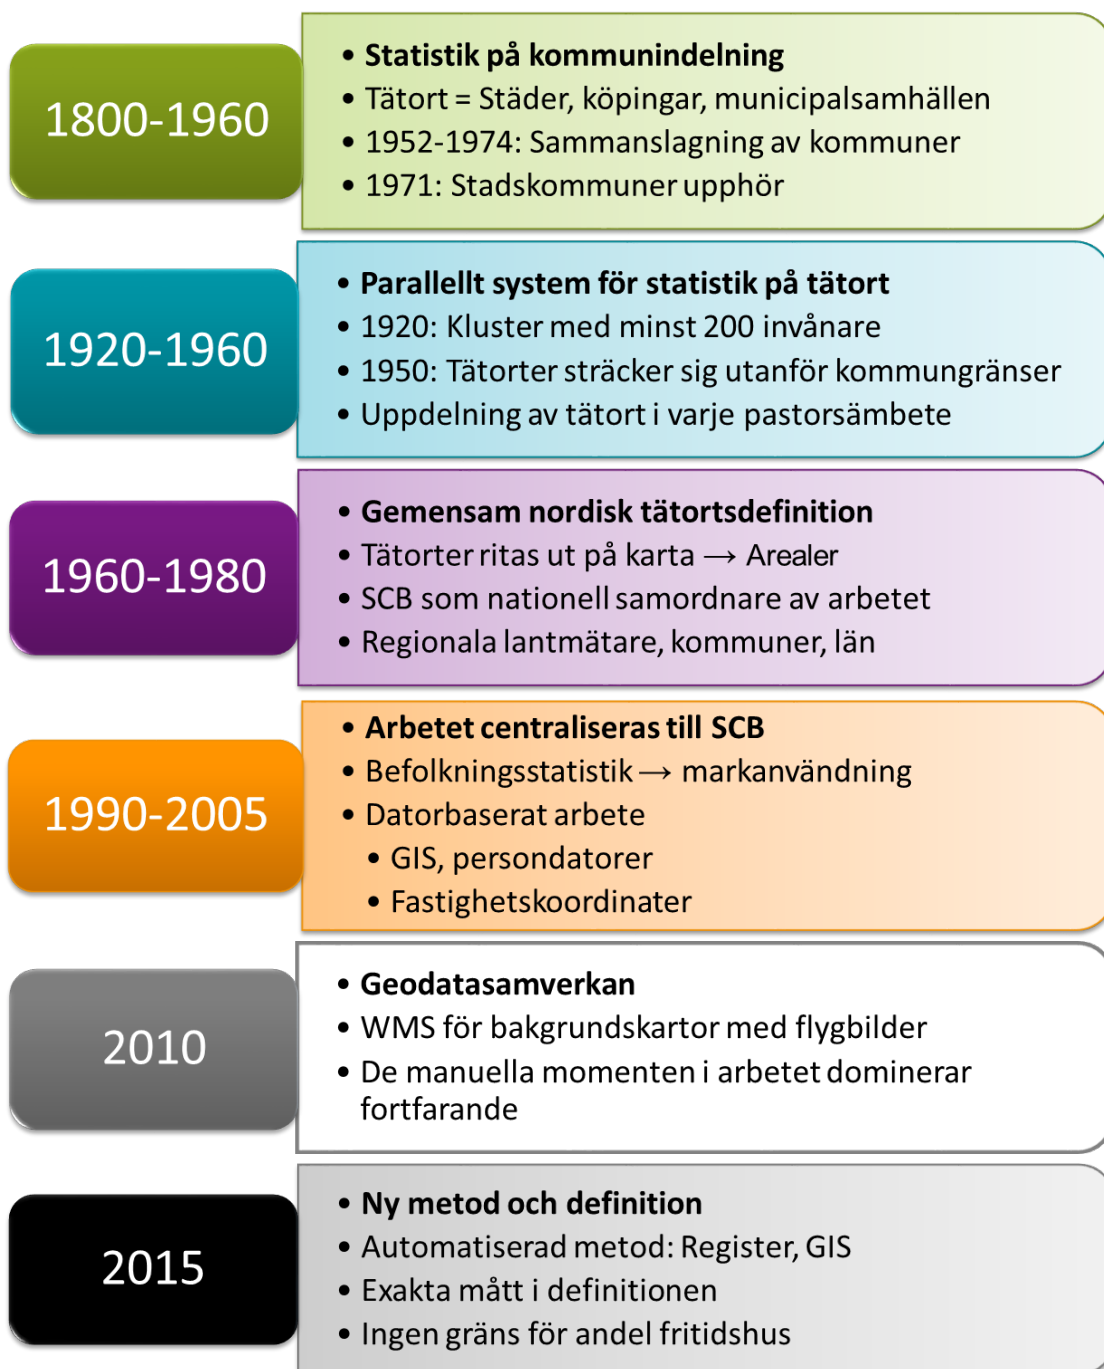 1800-1960
• Statistik på kommunindelning
• Tätort = Städer, köpingar, municipalsamhällen
• 1952-1974: Sammanslagning av kommuner
• 1971: Stadskommuner upphör
1920-1960
• Parallellt system för statistik på tätort
• 1920: Kluster med minst 200 invånare
• 1950: Tätorter sträcker sig utanför kommungränser
• Uppdelning av tätort i varje pastorsämbete
1960-1980
• Gemensam nordisk tätortsdefinition
• Tätorter ritas ut på karta → Arealer
• SCB som nationell samordnare av arbetet
• Regionala lantmätare, kommuner, län
1990-2005
• Arbetet centraliseras till SCB
• Befolkningsstatistik → markanvändning
• Datorbaserat arbete
• GIS, persondatorer
• Fastighetskoordinater
2010
• Geodatasamverkan
• WMS för bakgrundskartor med flygbilder
• De manuella momenten i arbetet dominerar
fortfarande
2015
• Ny metod och definition
• Automatiserad metod: Register, GIS
• Exakta mått i definitionen
• Ingen gräns för andel fritidshus